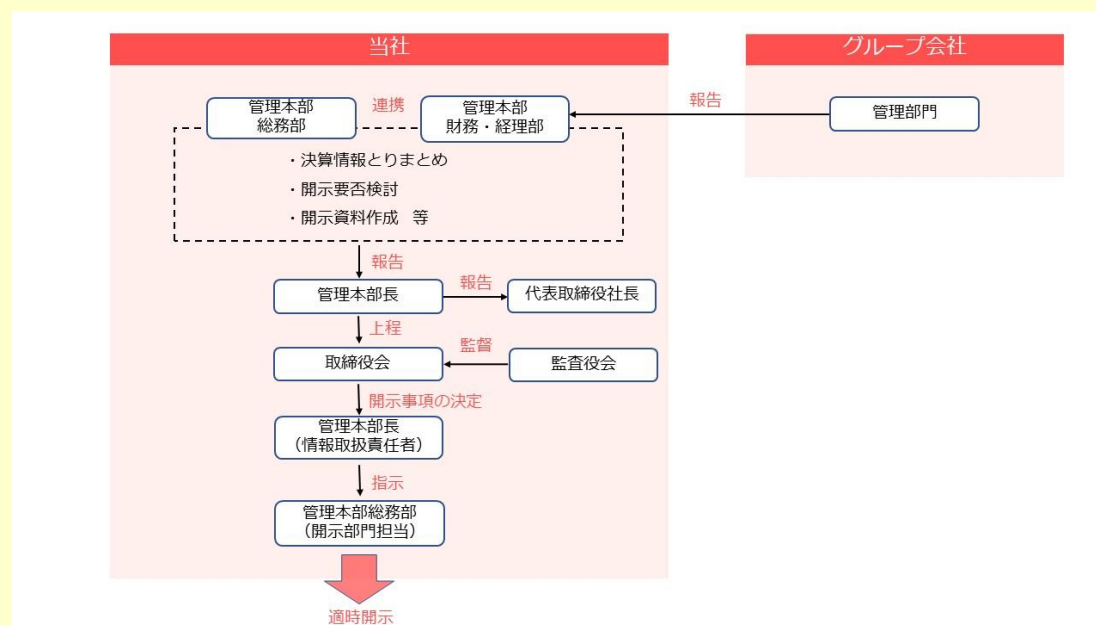 当社
グループ会社
管理本部
総務部
連携
管理本部
財務・経理部
報告
管理部門
・決算情報とりまとめ
・開示要否検討
・開示資料作成　等
報告
管理本部長
報告
代表取締役社長
上程
取締役会
監督
監査役会
開示事項の決定
管理本部長
（情報取扱責任者）
指示
管理本部総務部
（開示部門担当）
適時開示